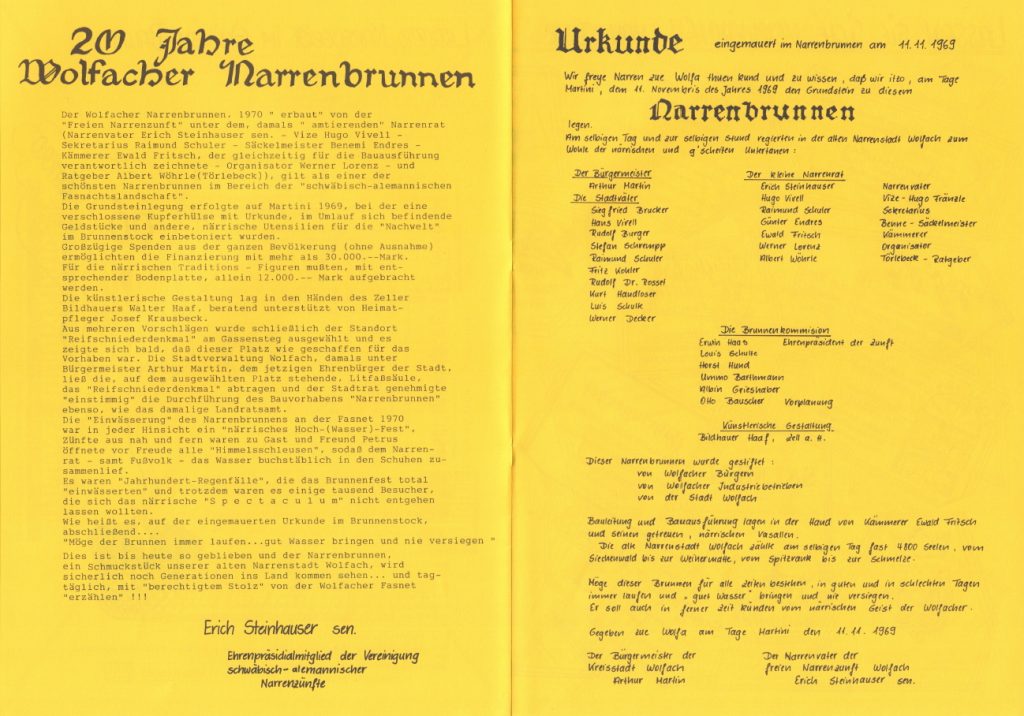 20 Jahre
Wolfacher Narrenbrunnen
Der Wolfacher Narrenbrunnen. 1970 " erbaut" von der
"Freien Narrenzunft" unter dem, damals " amtierenden" Narrenrat
(Narrenvater Erich Steinhauser sen. - Vize Hugo Vivell -
Sekretarius Raimund Schuler - Säckelmeister Benemi Endres -
Kämmerer Ewald Fritsch, der gleichzeitig für die Bauausführung
verantwortlich zeichnete - Organisator Werner Lorenz - und
Ratgeber Albert Wöhrle(Törlebeck)), gilt als einer der
schönsten Narrenbrunnen im Bereich der "schwäbisch-alemannischen
Fasnachtslandschaft".
Die Grundsteinlegung erfolgte auf Martini 1969, bei der eine
verschlossene Kupferhülse mit Urkunde, im Umlauf sich befindende
Geldstücke und andere, närrische Utensilien für die "Nachwelt"
im Brunnenstock einbetoniert wurden.
Großzügige Spenden aus der ganzen Bevölkerung (ohne Ausnahme)
ermöglichten die Finanzierung mit mehr als 30.000.--Mark.
Für die närrischen Traditions - Figuren mußten, mit ent-
sprechender Bodenplatte, allein 12.000.-- Mark aufgebracht
werden.
Die künstlerische Gestaltung lag in den Händen des Zeller
Bildhauers Walter Haaf, beratend unterstützt von Heimat-
pfleger Josef Krausbeck.
Aus mehreren Vorschlägen wurde schließlich der Standort
"Reifschniederdenkmal" am Gassensteg ausgewählt und es
zeigte sich bald, daß dieser Platz wie geschaffen für das
Vorhaben war. Die Stadtverwaltung Wolfach, damals unter
Bürgermeister Arthur Martin, dem jetzigen Ehrenbürger der Stadt,
ließ die, auf dem ausgewählten Platz stehende, Litfaßsäule,
das "Reifschniederdenkmal" abtragen und der Stadtrat genehmigte
"einstimmig" die Durchführung des Bauvorhabens "Narrenbrunnen"
ebenso, wie das damalige Landratsamt.
Die "Einwässerung" des Narrenbrunnens an der Fasnet 1970
war in jeder Hinsicht ein "närrisches Hoch-(Wasser)-Fest",
Zünfte aus nah und fern waren zu Gast und Freund Petrus
öffnete vor Freude alle "Himmelsschleusen", sodaß dem Narren-
rat - samt Fußvolk - das Wasser buchstäblich in den Schuhen zu-
sammenlief.
Es waren "Jahrhundert-Regenfälle", die das Brunnenfest total
"einwässerten" und trotzdem waren es einige tausend Besucher,
die sich das närrische "S p e c t a c u l u m" nicht entgehen
lassen wollten.
Wie heißt es, auf der eingemauerten Urkunde im Brunnenstock,
abschließend....
"Möge der Brunnen immer laufen...gut Wasser bringen und nie versiegen "
Dies ist bis heute so geblieben und der Narrenbrunnen,
ein Schmuckstück unserer alten Narrenstadt Wolfach, wird
sicherlich noch Generationen ins Land kommen sehen... und tag-
täglich, mit "berechtigtem Stolz" von der Wolfacher Fasnet
"erzählen" !!!
Erich Steinhauser sen.
Ehrenpräsidialmitglied der Vereinigung
schwäbisch-alemannischer
Narrenzünfte
Urkunde eingemauert im Narrenbrunnen am 11.11.1969
Wir freye Narren zue Wolfa thuen kund und zu wissen, daß wir itzo, am Tage
Martini, dem 11. Novembris des Jahres 1969 den Grundstein zu diesem
Narrenbrunnen
legen.
Am selbigen Tag und zur selbigen Stund regierten in der alten Narrenstadt Wolfach zum
Wohle der närrischen und g'scheiten Untertanen :
Der Bürgermeister
Arthur Martin
Die Stadtväter
Siegfried Brucker
Hans Vivell
Rudolf Burger
Stefan Schrempp
Raimund Schuler
Fritz Kohler
Rudolf Dr. Bossel
Kurt Haudloser
Luis Schulte
Werner Decker
Der kleine Narrenrat
Erich Steinhauser Narrenvater
Hugo Vivell Vize - Hugo Fränzle
Raimund Schuler Sekretarius
Günter Endres Benne - Säckelmeister
Ewald Fritsch Kämmerer
Werner Lorenz Organisator
Albert Wöhrle Törlebeck - Ratgeber
Die Brunnenkommision
Erwin Haas Ehrenpräsident der Zunft
Louis Schulte
Horst Hund
Ummo Barthmann
Alwin Grieshaber
Otto Bauscher Vorplanung
Künstlerische Gestaltung
Bildhauer Haaf, Zell a. H.
Dieser Narrenbrunnen wurde gestiftet :
von Wolfacher Bürgern
von Wolfacher Industriebetrieben
von der Stadt Wolfach
Bauleitung und Bauausführung lagen in der Hand von Kämmerer Ewald Fritsch
und seinen getreuen, närrischen Vasallen.
Die alte Narrenstadt Wolfach zählte am selbigen Tag fast 4800 Seelen, vom
Siechenwald bis zur Weihermatte, vom Spitzrank bis zur Schmelze.
Möge dieser Brunnen für alle Zeiten bestehen, in guten und in schlechten Tagen
immer laufen und „ guet Wasser" bringen und nie versiegen.
Er soll auch in ferner Zeit künden vom närrischen Geist der Wolfacher.
Gegeben zue Wolfa am Tage Martini den 11. 11. 1969
Der Bürgermeister der
Kreisstadt Wolfach
Arthur Martin
Der Narrenvater der
freien Narrenzunft Wolfach
Erich Steinhauser sen.